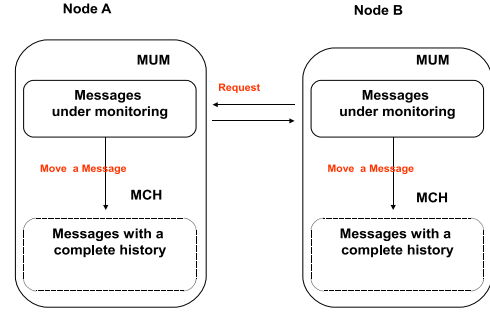 Node A
Node B
MUM
Messages
under monitoring
Request
MUM
Messages
under monitoring
Move a Message
MCH
Messages with a
complete history
Move a Message
MCH
Messages with a
complete history